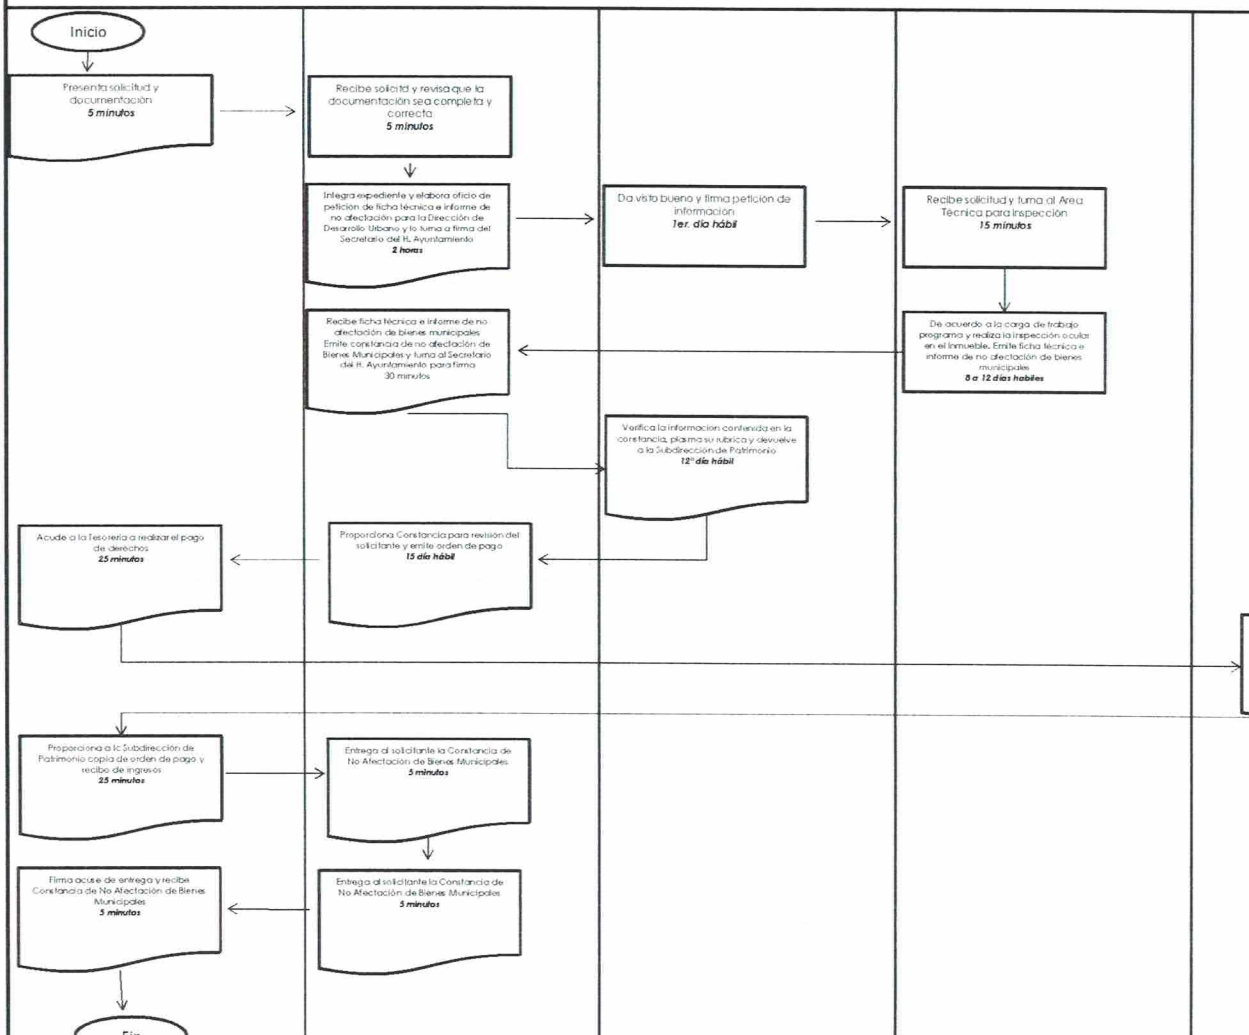 Inicio
Presenta solicitud y
documentación
5 minutos
Recibe solicitd y revisa que la
documentación sea completa y
correcta
5 minutos
Integra expediente y elabora oficio de
petición de ficha técnica e informe de
no afectación para la Dirección de
Desarrollo Urbano y lo turna a firma del
Secretario del H. Ayuntamiento
2 horas
Da visto bueno y firma petición de
información
1er. día hábil
Recibe solicitud y turna al Area
Técnica para inspección
15 minutos
De acuerdo a la carga de trabajo
programa y realiza la inspección ocular
en el inmueble. Emite ficha técnica e
informe de no afectación de bienes
municipales
8 a 12 días habiles
Recibe ficha técnica e informe de no
afectación de bienes municipales
Emite constancia de no afectación de
Bienes Municipales y turna al Secretario
del H. Ayuntamiento para firma
30 minutos
Verifica la informacion contenida en la
constancia, plasma su rubrica y devuelve
a la Subdirección de Patrimonio
12° día hábil
Proporciona Constancia para revisión del
solicitante y emite orden de pago
15 día hábil
Acude a la Tesorería a realizar el pago
de derechos
25 minutos
Proporciona a la Subdirección de
Patrimonio copia de orden de pago y
recibo de ingresos
25 minutos
Entrega al solicitante la Constancia de
No Afectación de Bienes Municipales
5 minutos
Entrega al solicitante la Constancia de
No Afectación de Bienes Municipales
5 minutos
Firma acuse de entrega y recibe
Constancia de No Afectación de Bienes
Municipales
5 minutos
Fin